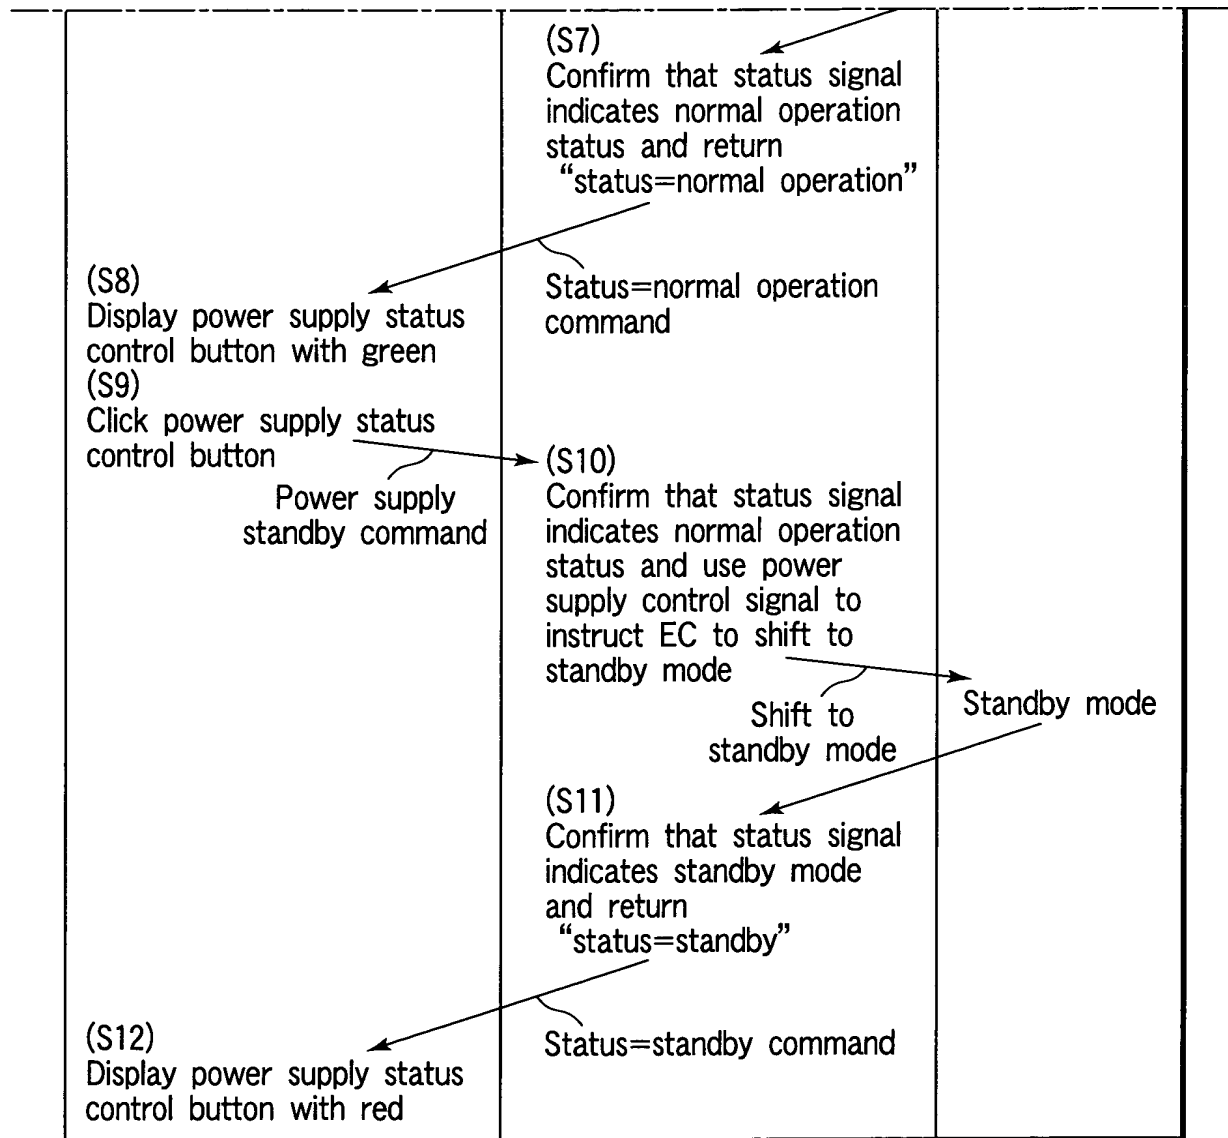 (S7)
Confirm that status signal
indicates normal operation
status and return
“status=normal operation”
Status=normal operation
command
(S8)
Display power supply status
control button with green
(S9)
Click power supply status
control button
Power supply
standby command
(S10)
Confirm that status signal
indicates normal operation
status and use power
supply control signal to
instruct EC to shift to
standby mode
Shift to
standby mode
Standby mode
(S11)
Confirm that status signal
indicates standby mode
and return
“status=standby”
Status=standby command
(S12)
Display power supply status
control button with red